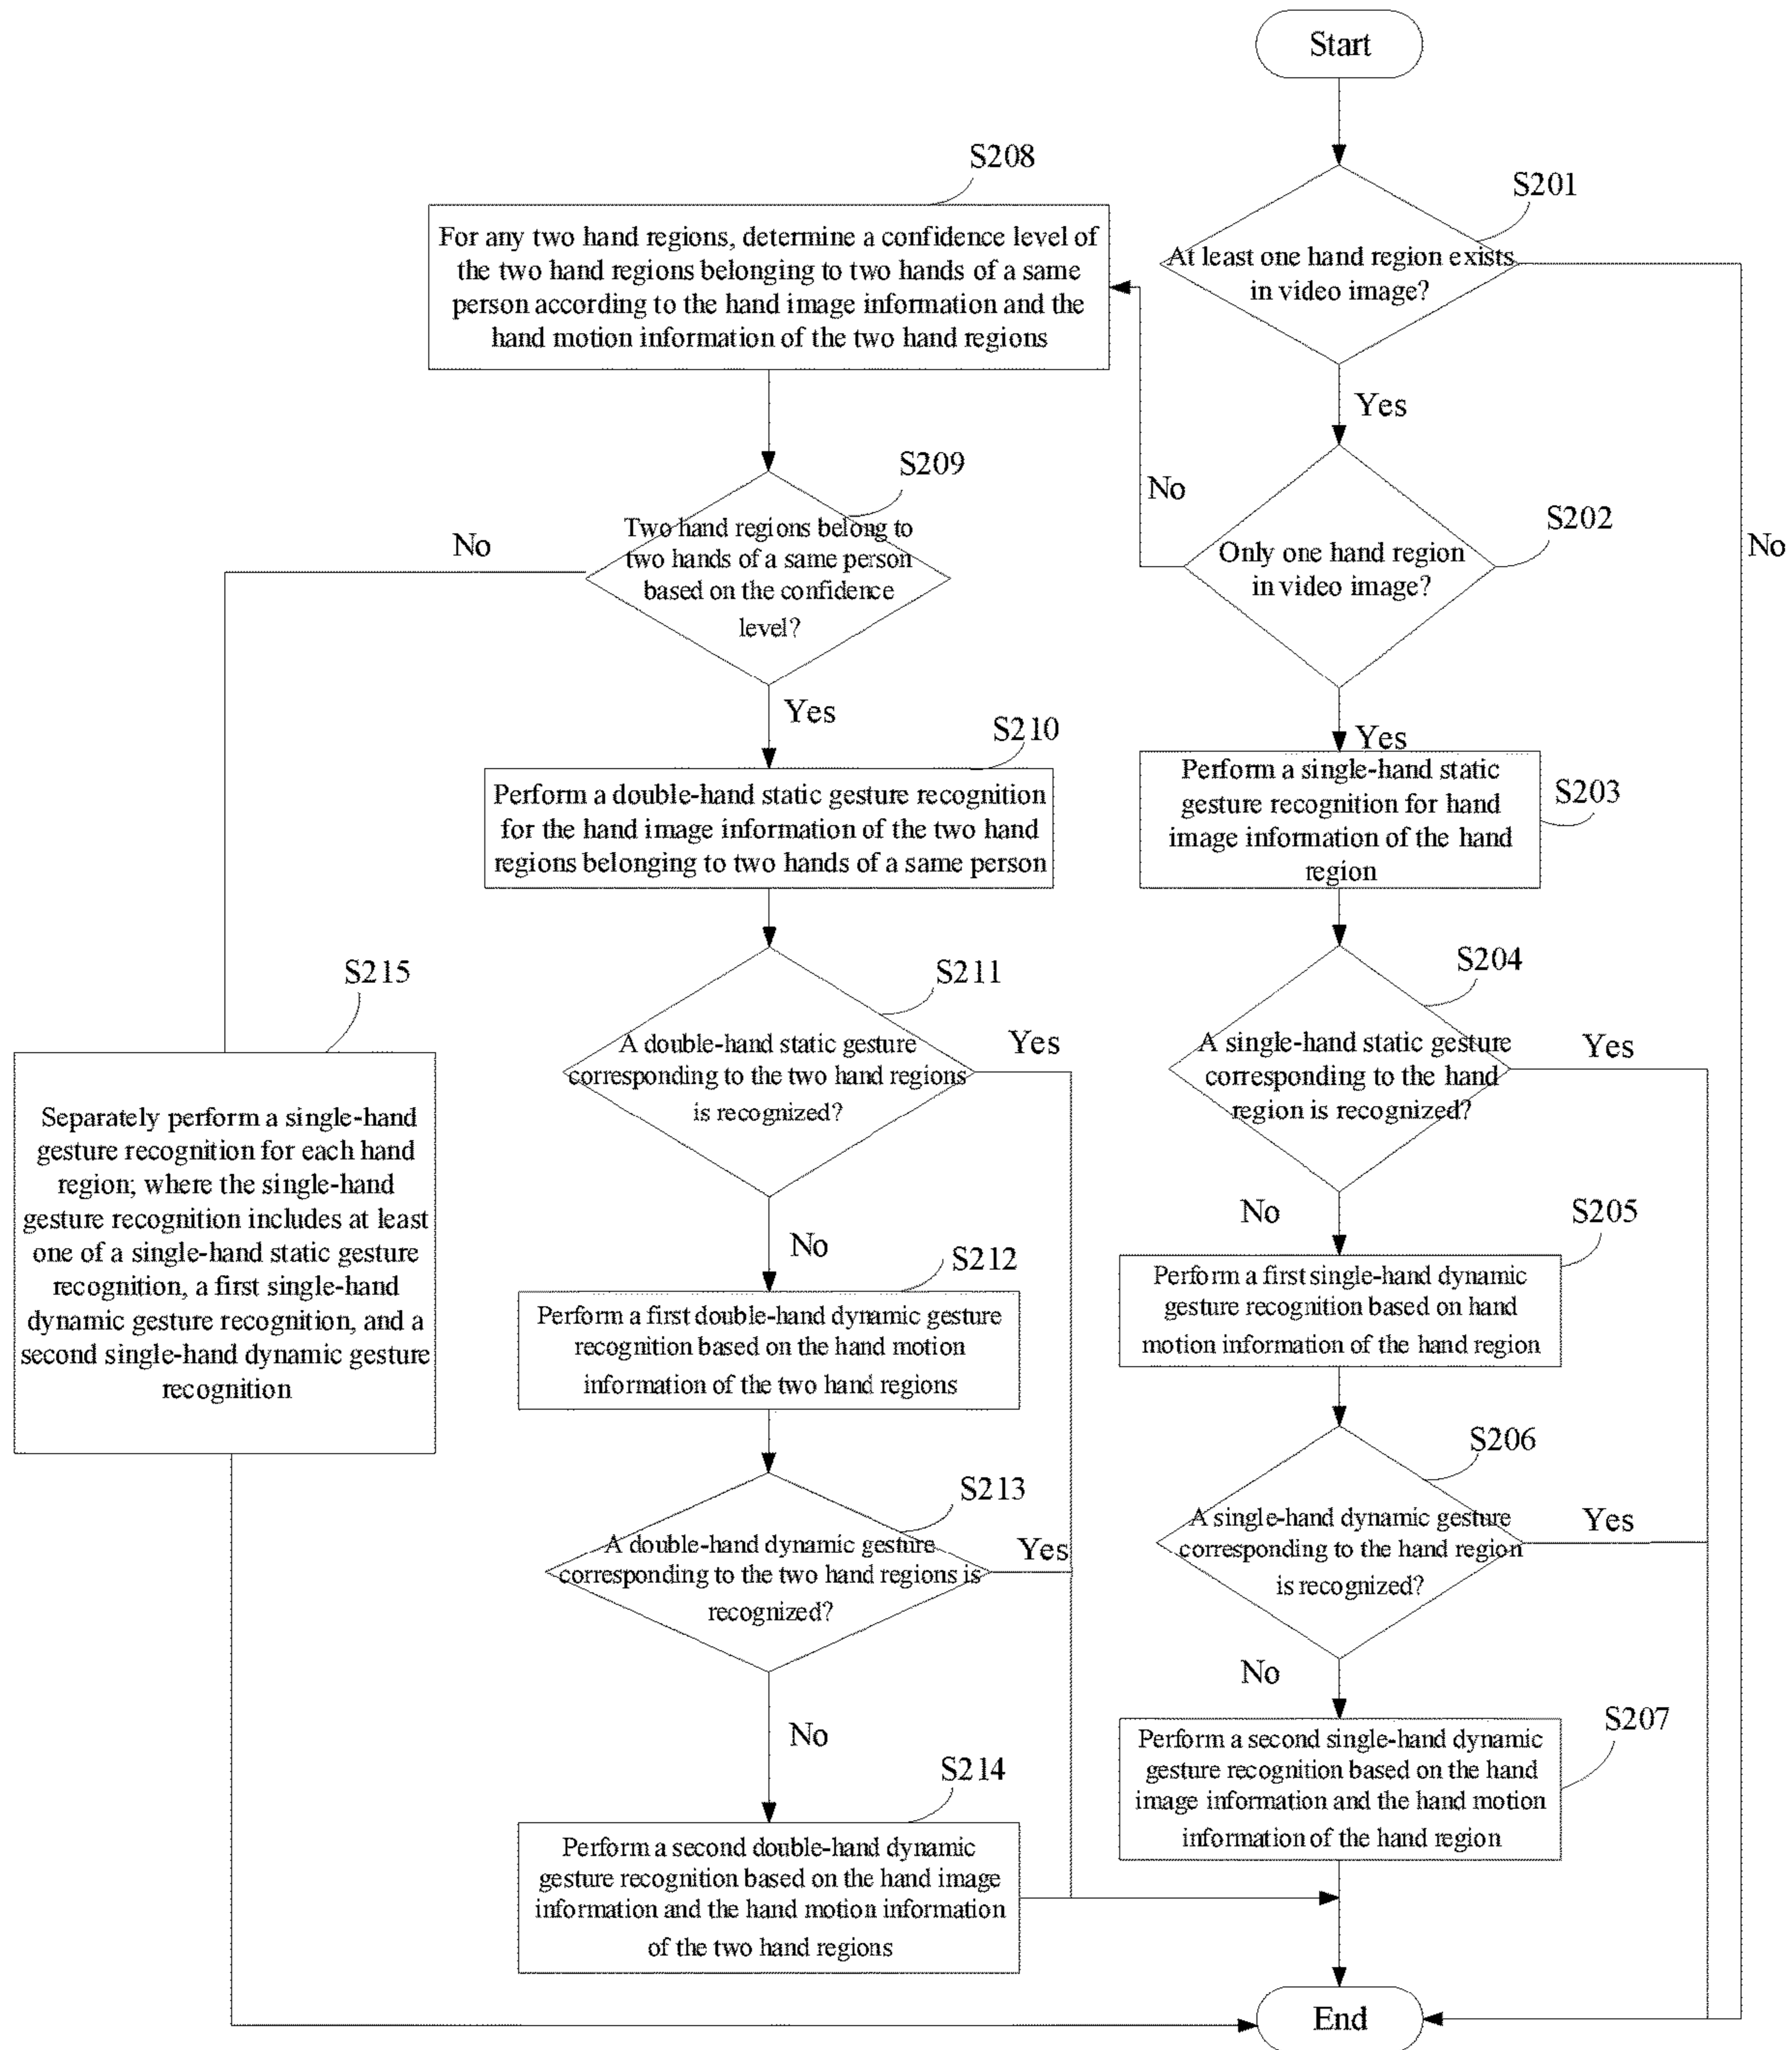 Start
S201
At least one hand region exists
in video image?
No
Yes
S202
Only one hand region
in video image?
No
Yes
S203
Perform a single-hand static
gesture recognition for hand
image information of the hand
region
S204
A single-hand static gesture
corresponding to the hand
region is recognized?
Yes
No
S205
Perform a first single-hand dynamic
gesture recognition based on hand
motion information of the hand region
S206
A single-hand dynamic gesture
corresponding to the hand region
is recognized?
Yes
No
S207
Perform a second single-hand dynamic
gesture recognition based on the hand
image information and the hand motion
information of the hand region
S208
For any two hand regions, determine a confidence level of
the two hand regions belonging to two hands of a same
person according to the hand image information and the
hand motion information of the two hand regions
S209
Two hand regions belong to
two hands of a same person
based on the confidence
level?
No
Yes
S210
Perform a double-hand static gesture recognition
for the hand image information of the two hand
regions belonging to two hands of a same person
S211
A double-hand static gesture
corresponding to the two hand regions
is recognized?
Yes
No
S212
Perform a first double-hand dynamic gesture
recognition based on the hand motion
information of the two hand regions
S213
A double-hand dynamic gesture
corresponding to the two hand regions is
recognized?
Yes
No
S214
Perform a second double-hand dynamic
gesture recognition based on the hand image
information and the hand motion information
of the two hand regions
S215
Separately perform a single-hand
gesture recognition for each hand
region; where the single-hand
gesture recognition includes at least
one of a single-hand static gesture
recognition, a first single-hand
dynamic gesture recognition, and a
second single-hand dynamic gesture
recognition
End